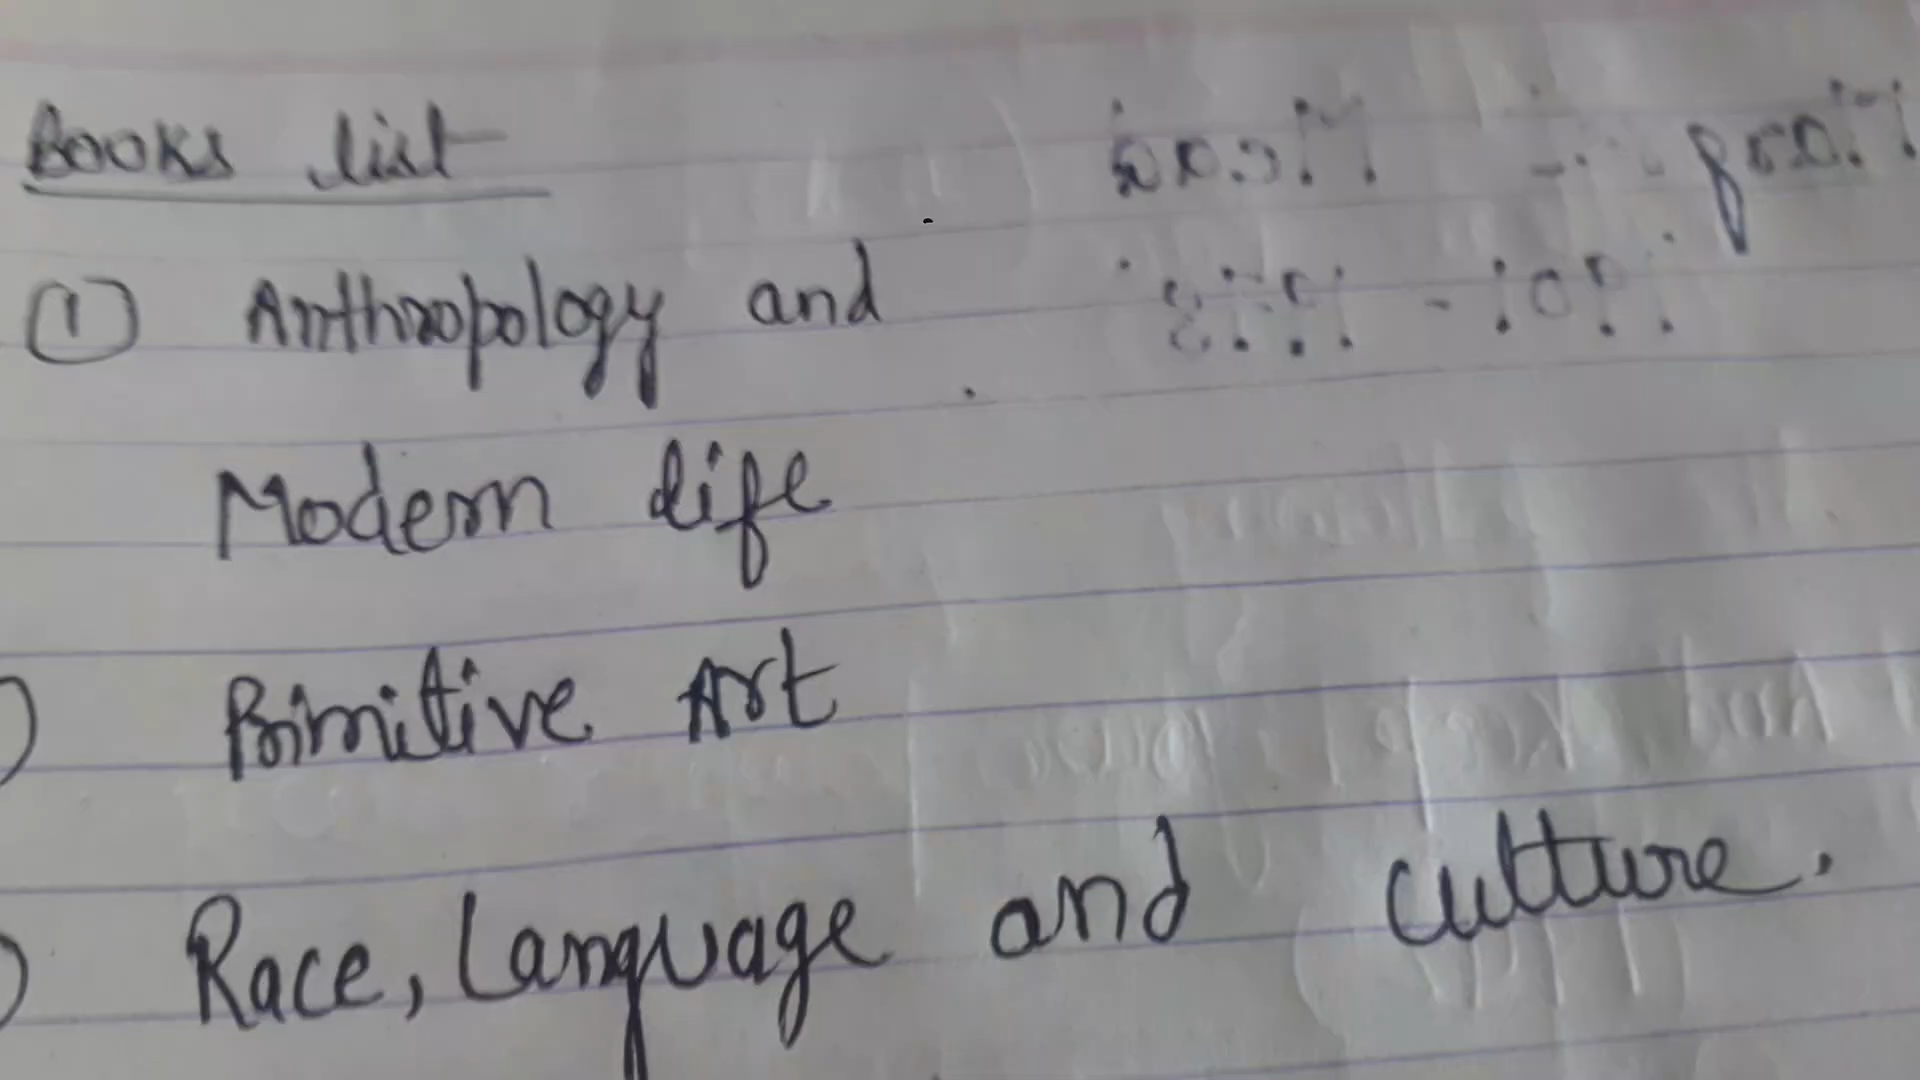 Books list
① Anthropology and
Modern life
Primitive Art
Race, Language and culture.